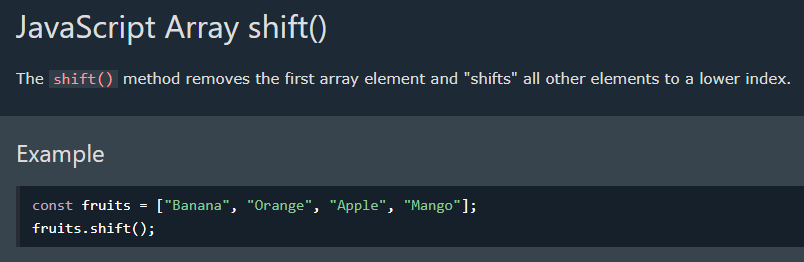 JavaScript Array shift()
The shift() method removes the first array element and "shifts" all other elements to a lower index.
Example
const fruits = ["Banana", "Orange", "Apple", "Mango"];
fruits.shift();